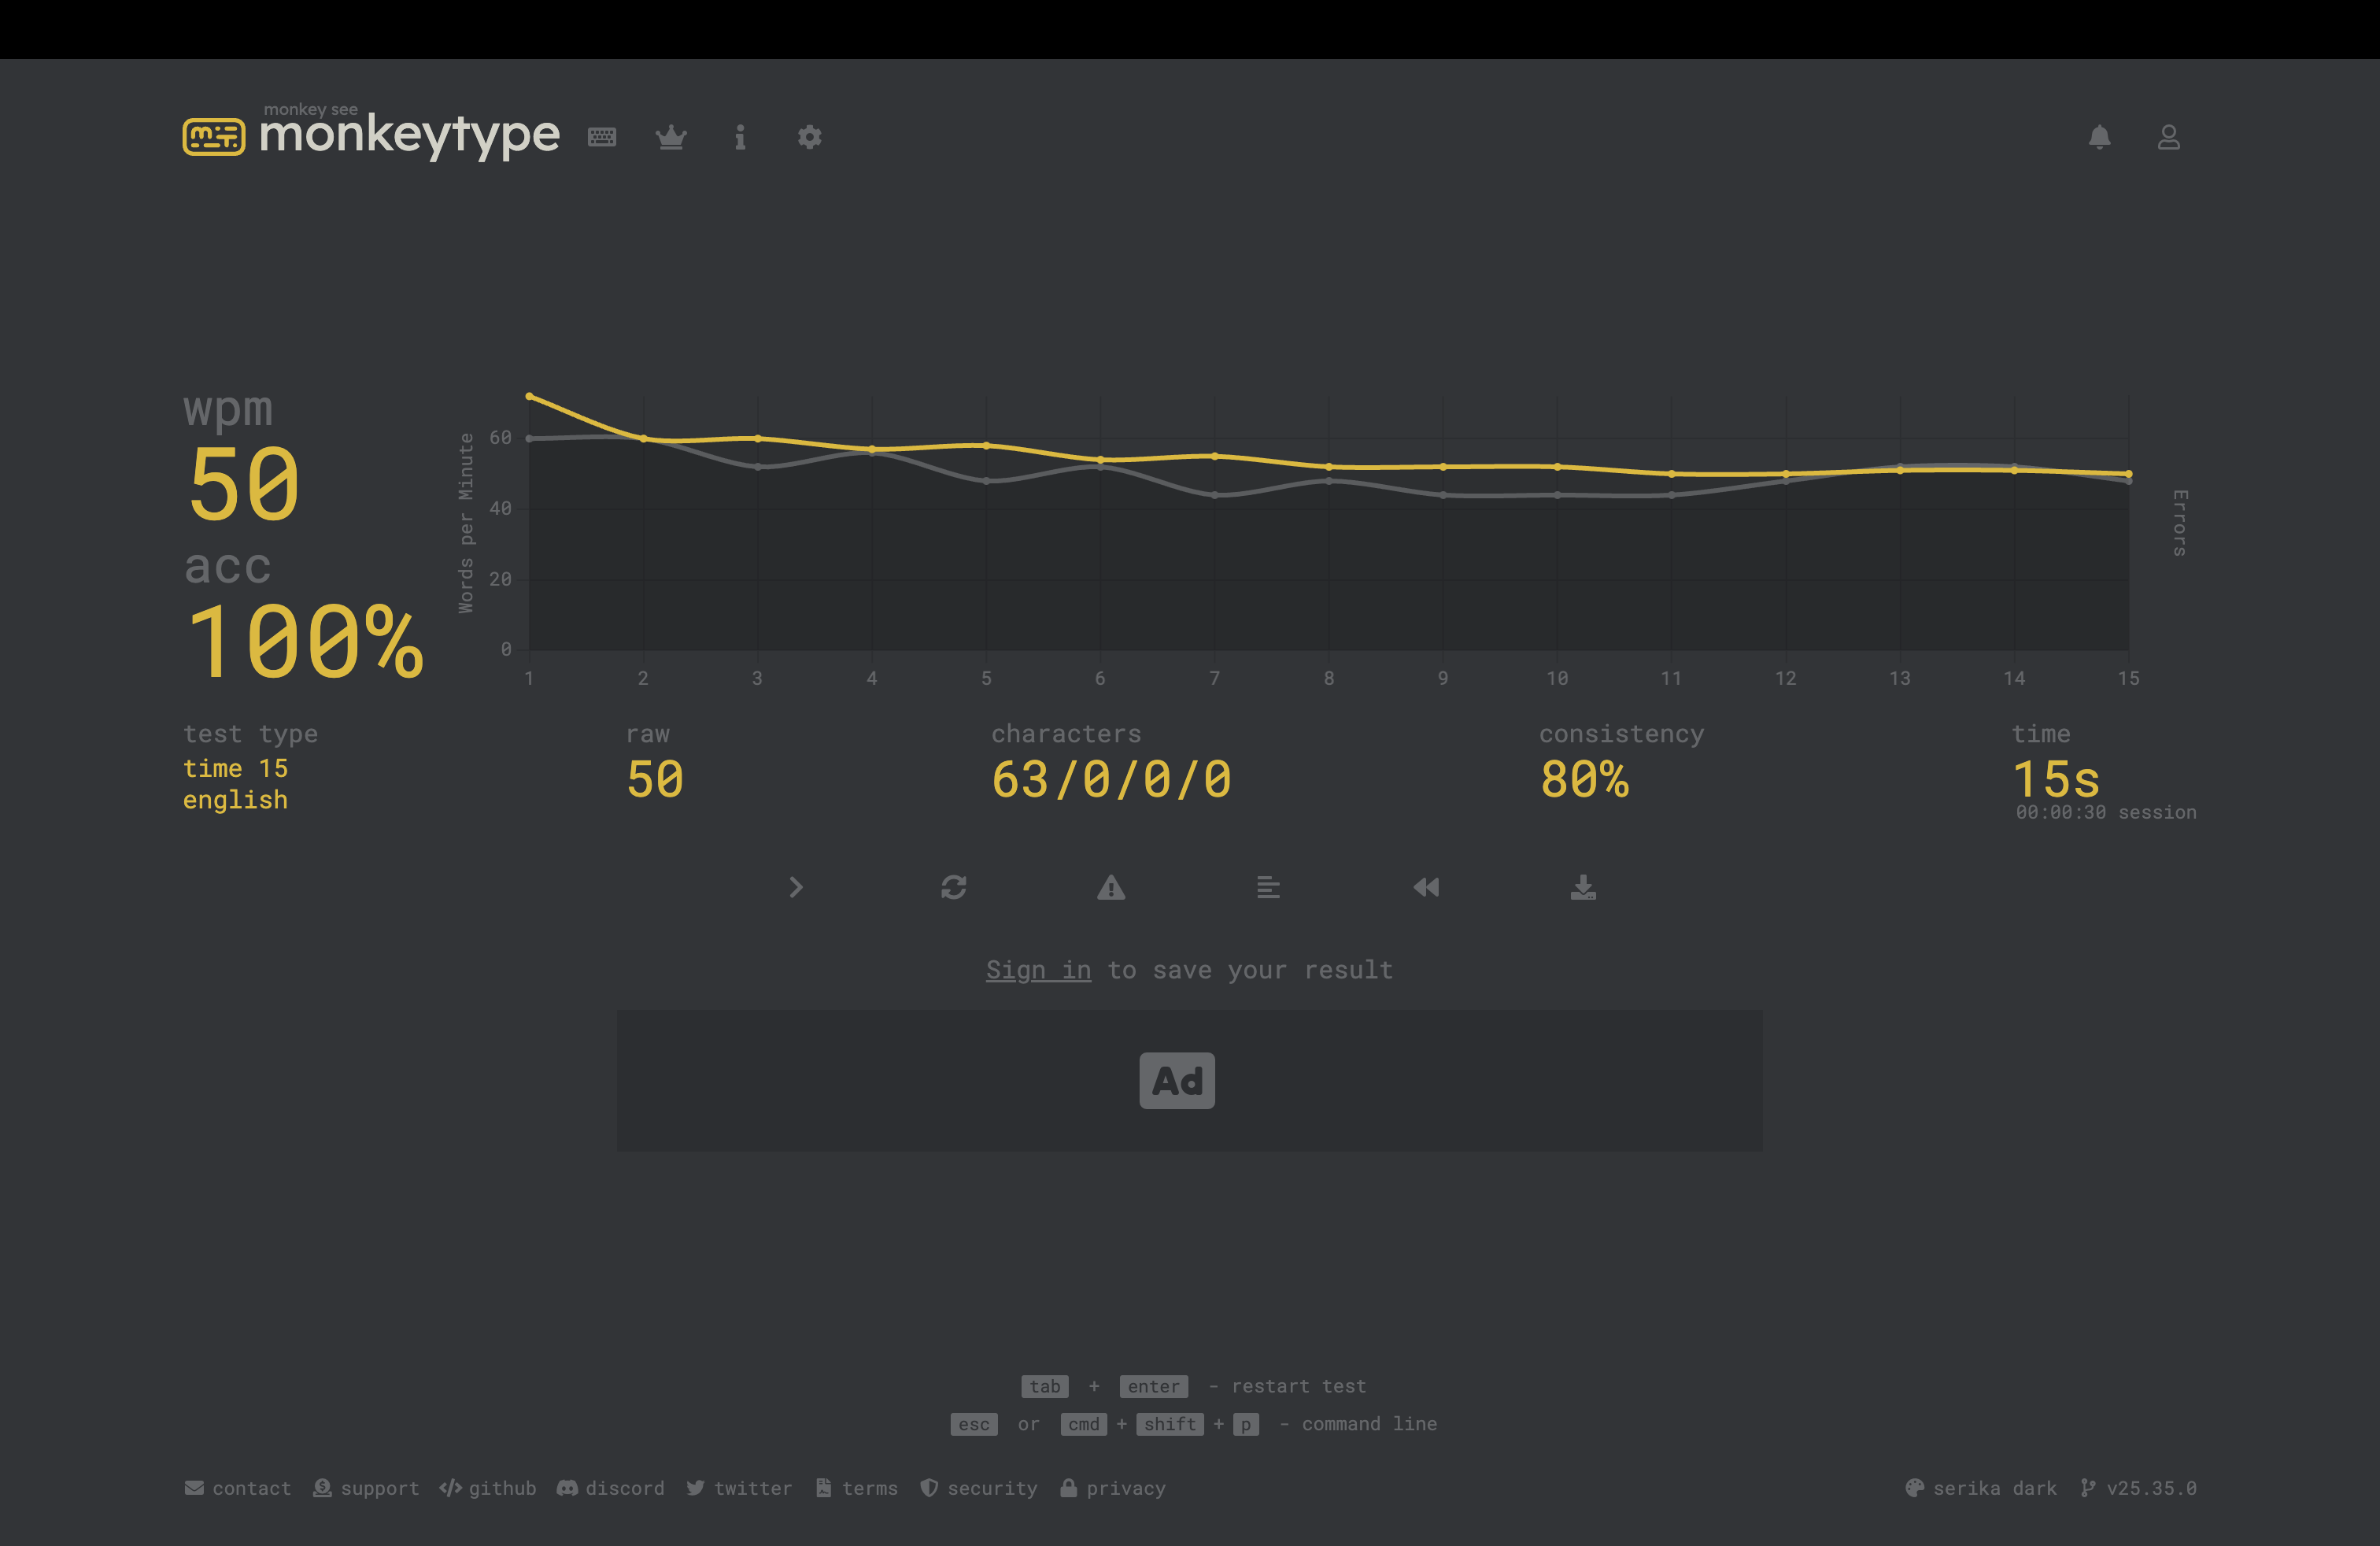 monkey see
monkeytype
wpm
50
acc
100%
Words per Minute
60
40
20
0
1 2 3 4 5 6 7 8 9 10 11 12 13 14 15
Errors
test type
time 15
english
raw
50
characters
63/0/0/0
consistency
80%
time
15s
00:00:30 session
Sign in to save your result
Ad
tab + enter - restart test
esc or cmd + shift + p - command line
contact support github discord twitter terms security privacy serika dark v25.35.0